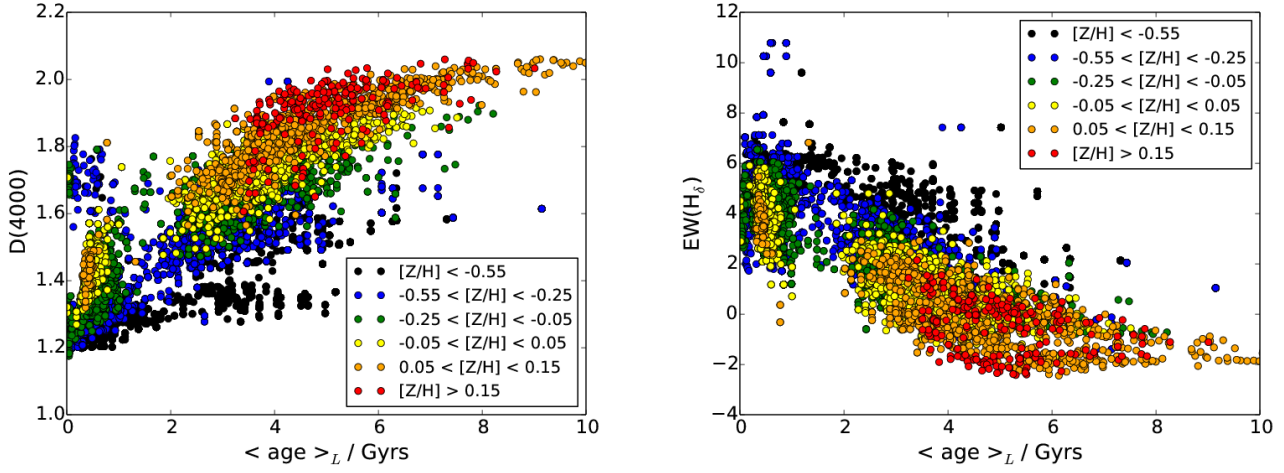 2.2
2.0
1.8
1.6
1.4
1.2
1.0
D(4000)
0 2 4 6 8 10
< age >L / Gyrs
[Z/H] < -0.55
-0.55 < [Z/H] < -0.25
-0.25 < [Z/H] < -0.05
-0.05 < [Z/H] < 0.05
0.05 < [Z/H] < 0.15
[Z/H] > 0.15
12
10
8
6
4
2
0
−2
−4
EW(Hδ)
0 2 4 6 8 10
< age >L / Gyrs
[Z/H] < -0.55
-0.55 < [Z/H] < -0.25
-0.25 < [Z/H] < -0.05
-0.05 < [Z/H] < 0.05
0.05 < [Z/H] < 0.15
[Z/H] > 0.15